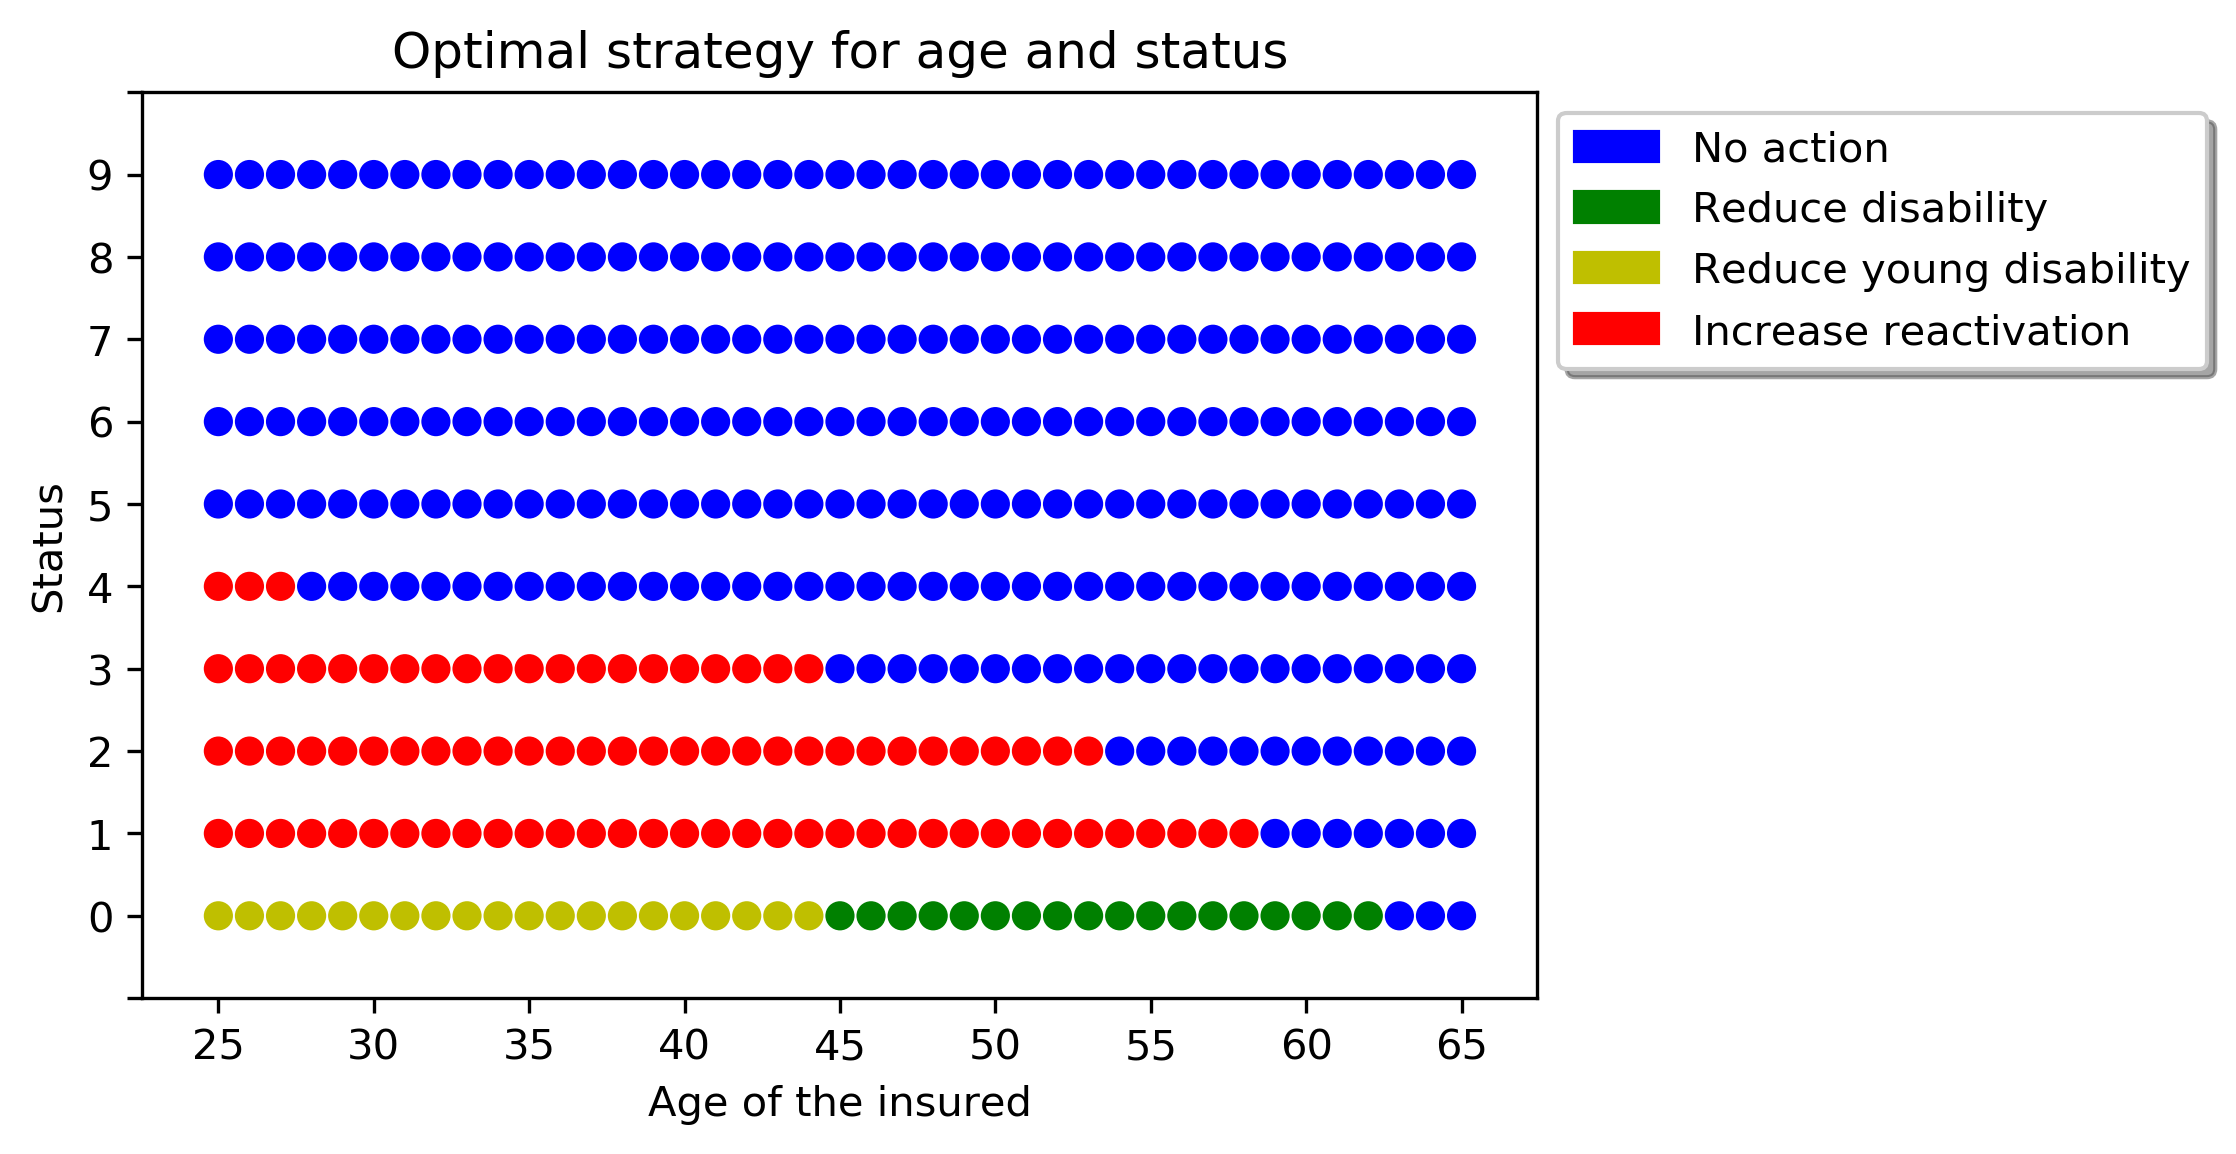 Optimal strategy for age and status
9
8
7
6
5
4
3
2
1
0
Status
25 30 35 40 45 50 55 60 65
Age of the insured
No action
Reduce disability
Reduce young disability
Increase reactivation